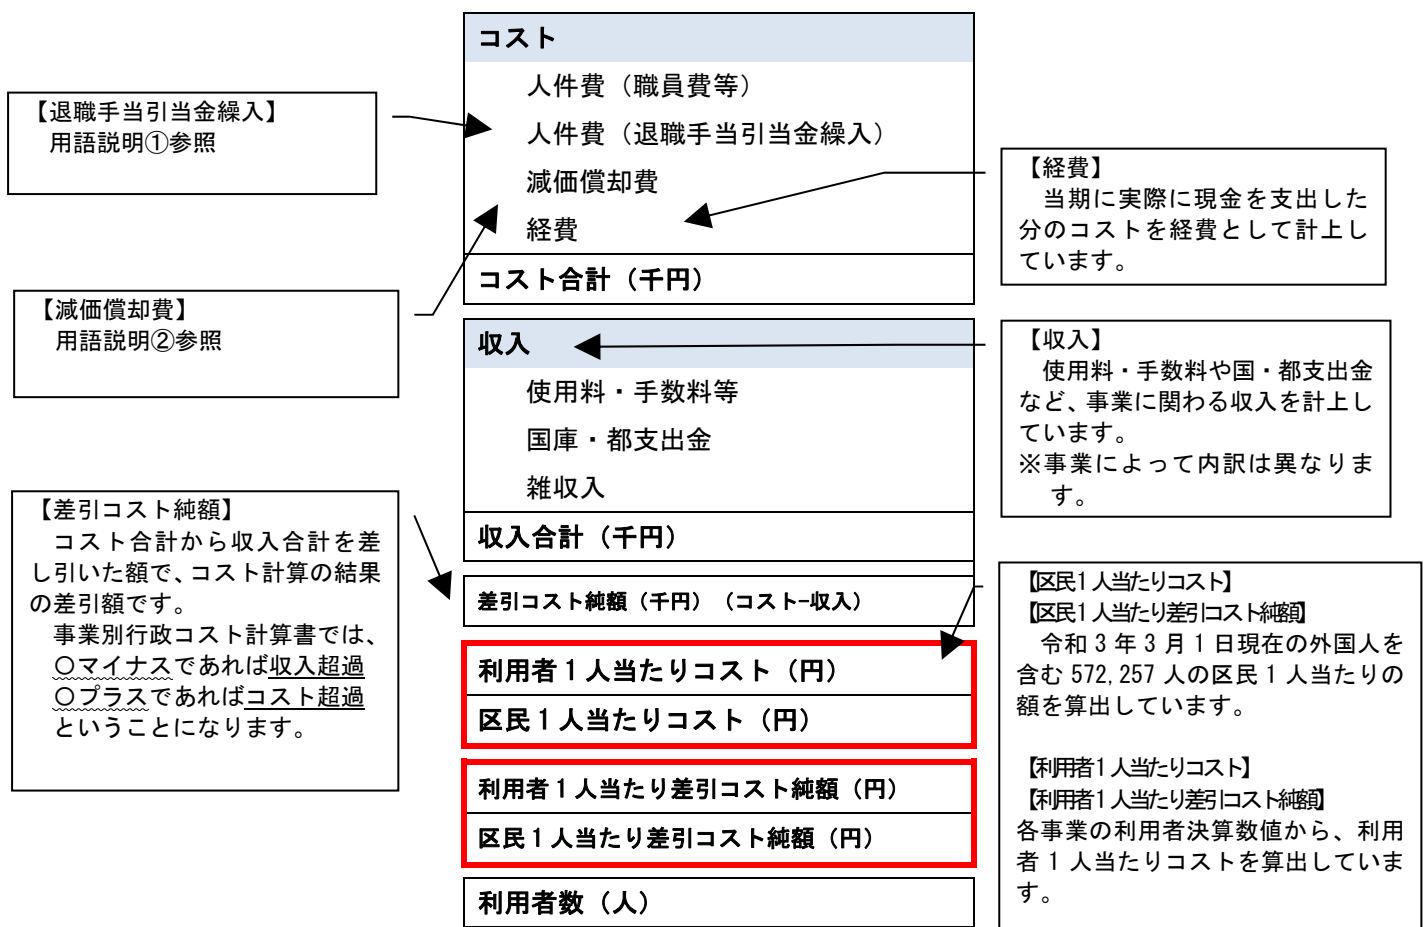 コスト
人件費（職員費等）
人件費（退職手当引当金繰入）
減価償却費
経費
コスト合計（千円）
収入
使用料・手数料等
国庫・都支出金
雑収入
収入合計（千円）
差引コスト純額（千円）（コスト-収入）
利用者１人当たりコスト（円）
区民１人当たりコスト（円）
利用者１人当たり差引コスト純額（円）
区民１人当たり差引コスト純額（円）
利用者数（人）
【退職手当引当金繰入】
用語説明①参照
【減価償却費】
用語説明②参照
【差引コスト純額】
コスト合計から収入合計を差
し引いた額で、コスト計算の結果
の差引額です。
事業別行政コスト計算書では、
○マイナスであれば収入超過
○プラスであればコスト超過
ということになります。
【経費】
当期に実際に現金を支出した
分のコストを経費として計上し
ています。
【収入】
使用料・手数料や国・都支出金
など、事業に関わる収入を計上し
ています。
※事業によって内訳は異なりま
す。
【区民1人当たりコスト】
【区民1人当たり差引コスト純額】
令和3年3月1日現在の外国人を
含む572,257人の区民1人当たりの
額を算出しています。
【利用者1人当たりコスト】
【利用者1人当たり差引コスト純額】
各事業の利用者決算数値から、利用
者1人当たりコストを算出していま
す。